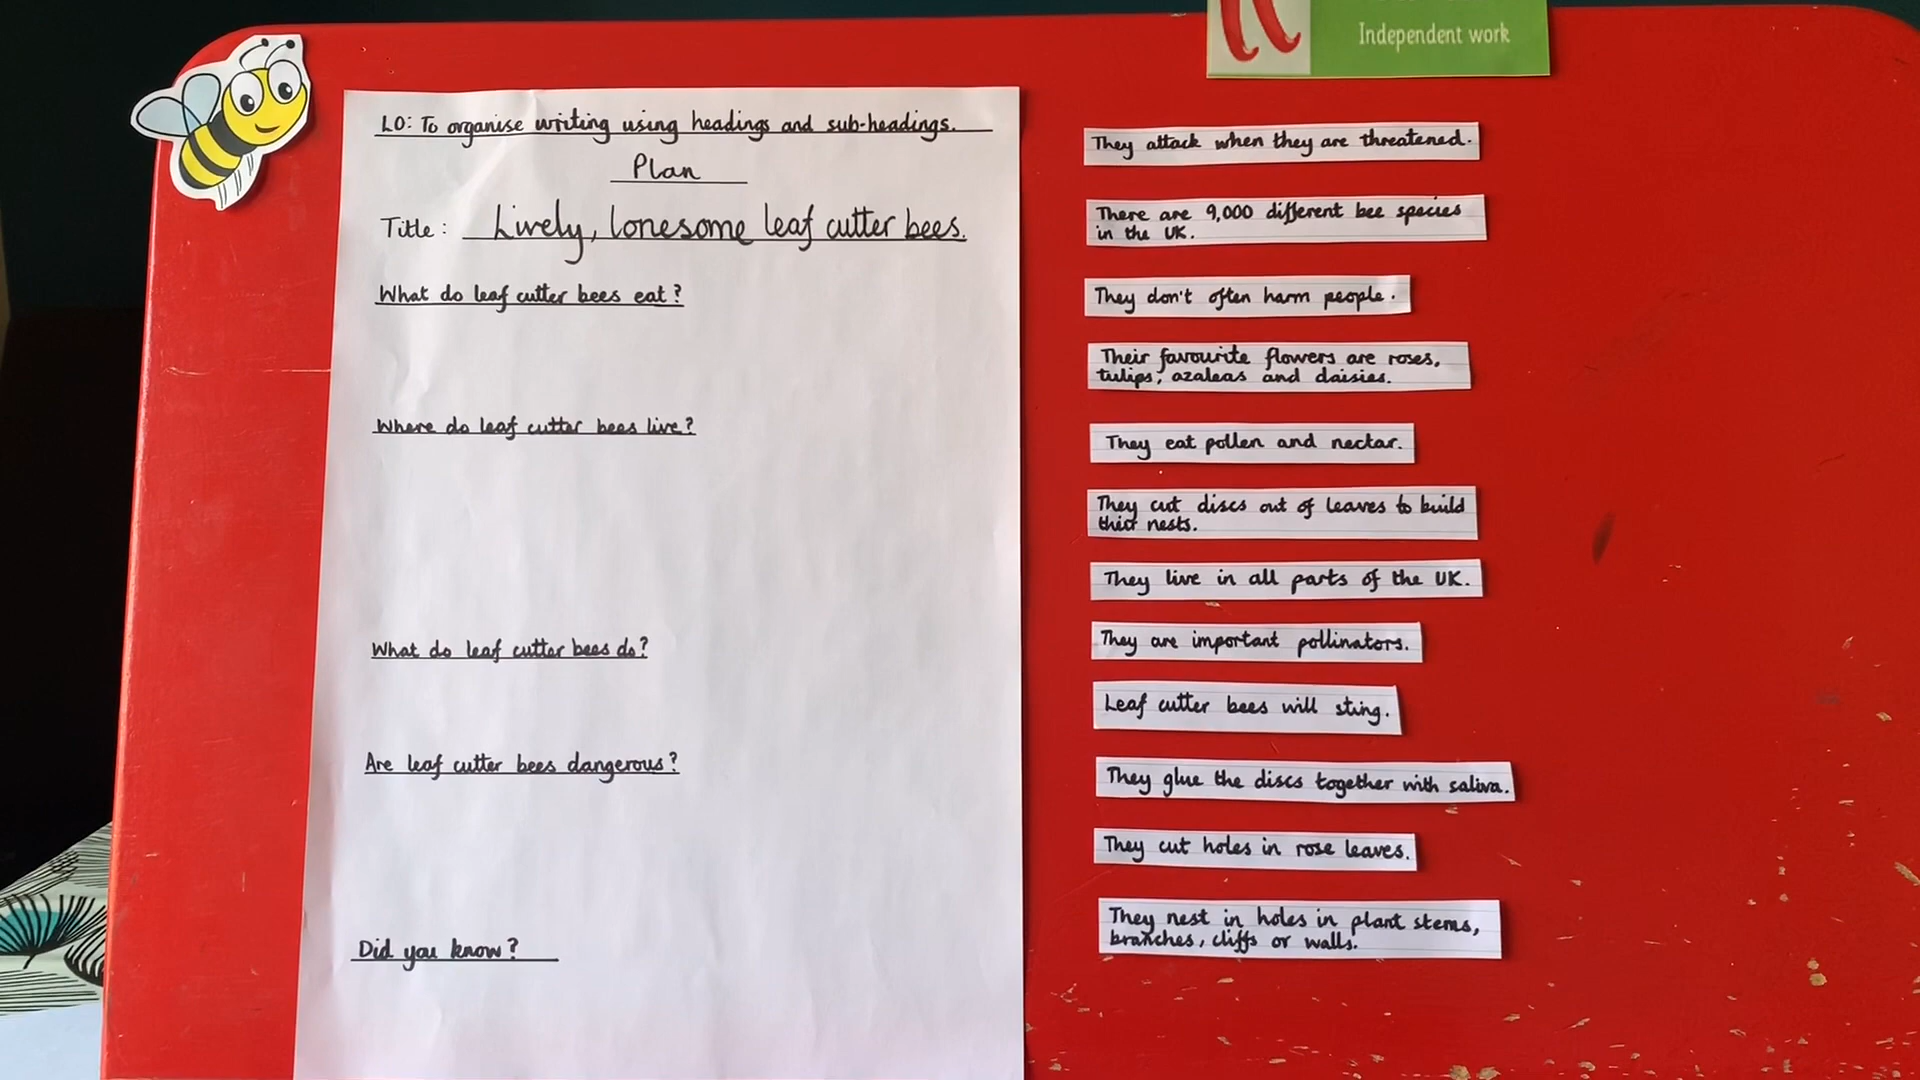 Independent work
LO: To organise writing using headings and sub-headings.
Plan
Title: Lively, lonesome leaf cutter bees.
What do leaf cutter bees eat?
Where do leaf cutter bees live?
What do leaf cutter bees do?
Are leaf cutter bees dangerous?
Did you know?
They attack when they are threatened.
There are 9,000 different bee species
in the UK.
They don't often harm people.
Their favourite flowers are roses,
tulips, azaleas and daisies.
They eat pollen and nectar.
They cut discs out of leaves to build
their nests.
They live in all parts of the UK.
They are important pollinators.
Leaf cutter bees will sting.
They glue the discs together with saliva.
They cut holes in rose leaves.
They nest in holes in plant stems,
branches, cliffs or walls.